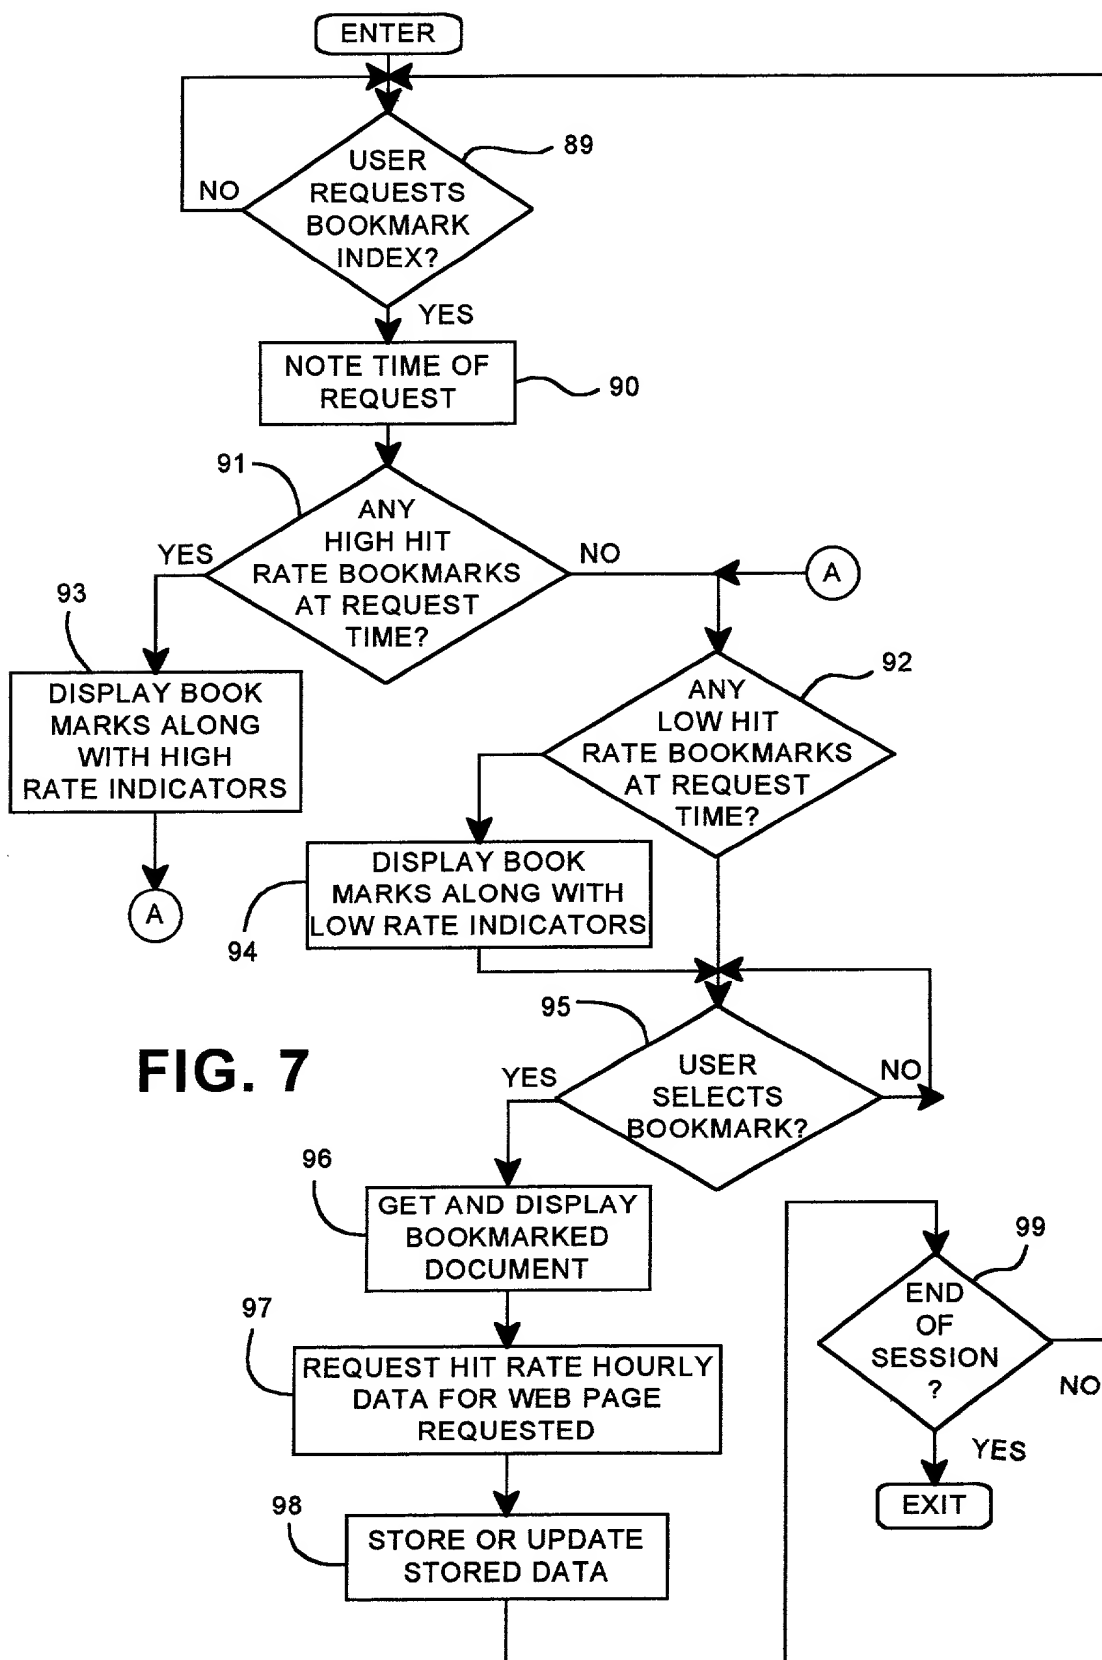 ENTER
89
USER
REQUESTS
BOOKMARK
INDEX?
NO
YES
NOTE TIME OF
REQUEST
90
91
ANY
HIGH HIT
RATE BOOKMARKS
AT REQUEST
TIME?
YES
NO
A
93
DISPLAY BOOK
MARKS ALONG
WITH HIGH
RATE INDICATORS
A
92
ANY
LOW HIT
RATE BOOKMARKS
AT REQUEST
TIME?
DISPLAY BOOK
MARKS ALONG WITH
LOW RATE INDICATORS
94
95
USER
SELECTS
BOOKMARK?
YES
NO
FIG. 7
96
GET AND DISPLAY
BOOKMARKED
DOCUMENT
97
REQUEST HIT RATE HOURLY
DATA FOR WEB PAGE
REQUESTED
98
STORE OR UPDATE
STORED DATA
99
END
OF
SESSION
?
NO
YES
EXIT